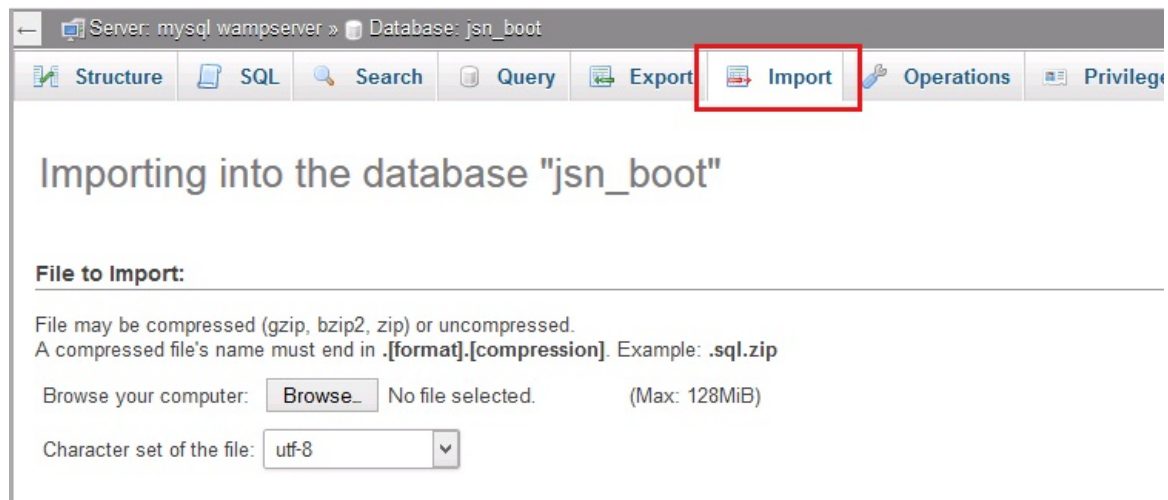 Server: mysql wampserver » Database: jsn_boot
Structure SQL Search Query Export Import Operations
Importing into the database "jsn_boot"
File to Import:
File may be compressed (gzip, bzip2, zip) or uncompressed.
A compressed file's name must end in .[format].[compression]. Example: .sql.zip
Browse your computer: Browse... No file selected. (Max: 128MiB)
Character set of the file: utf-8